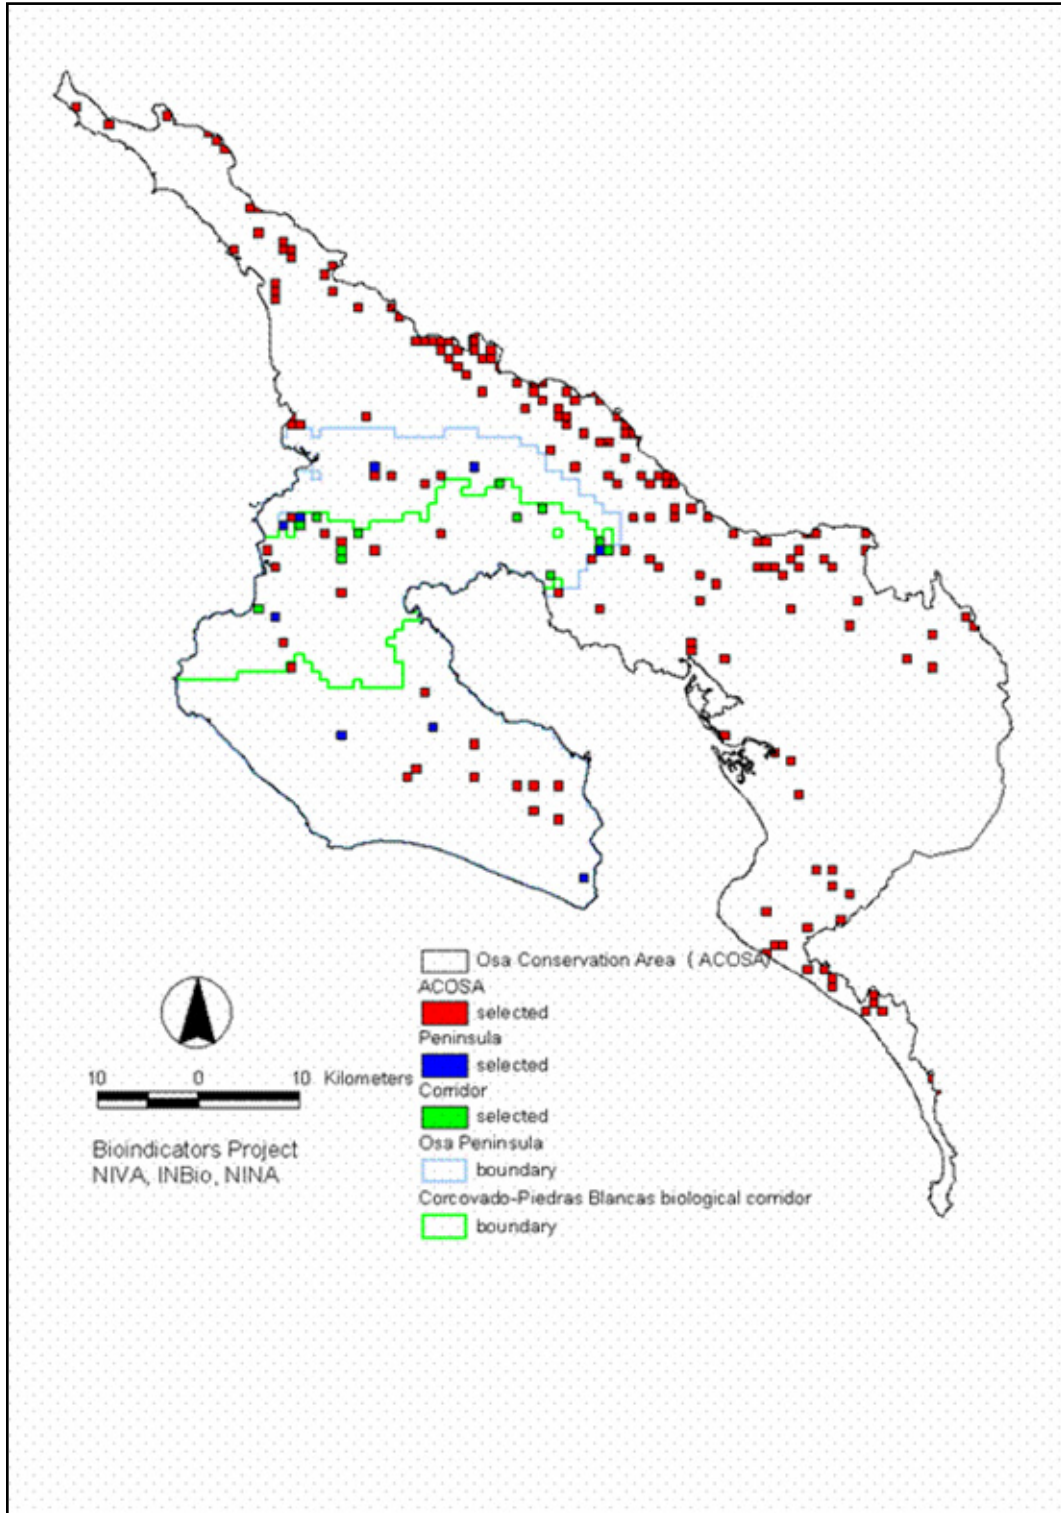 Osa Conservation Area ( ACOSA)
ACOSA
selected
Peninsula
selected
10 0 10 Kilometers
Corridor
selected
Osa Peninsula
boundary
Bioindicators Project
NIVA, INBio, NINA
Corcovado-Piedras Blancas biological corridor
boundary